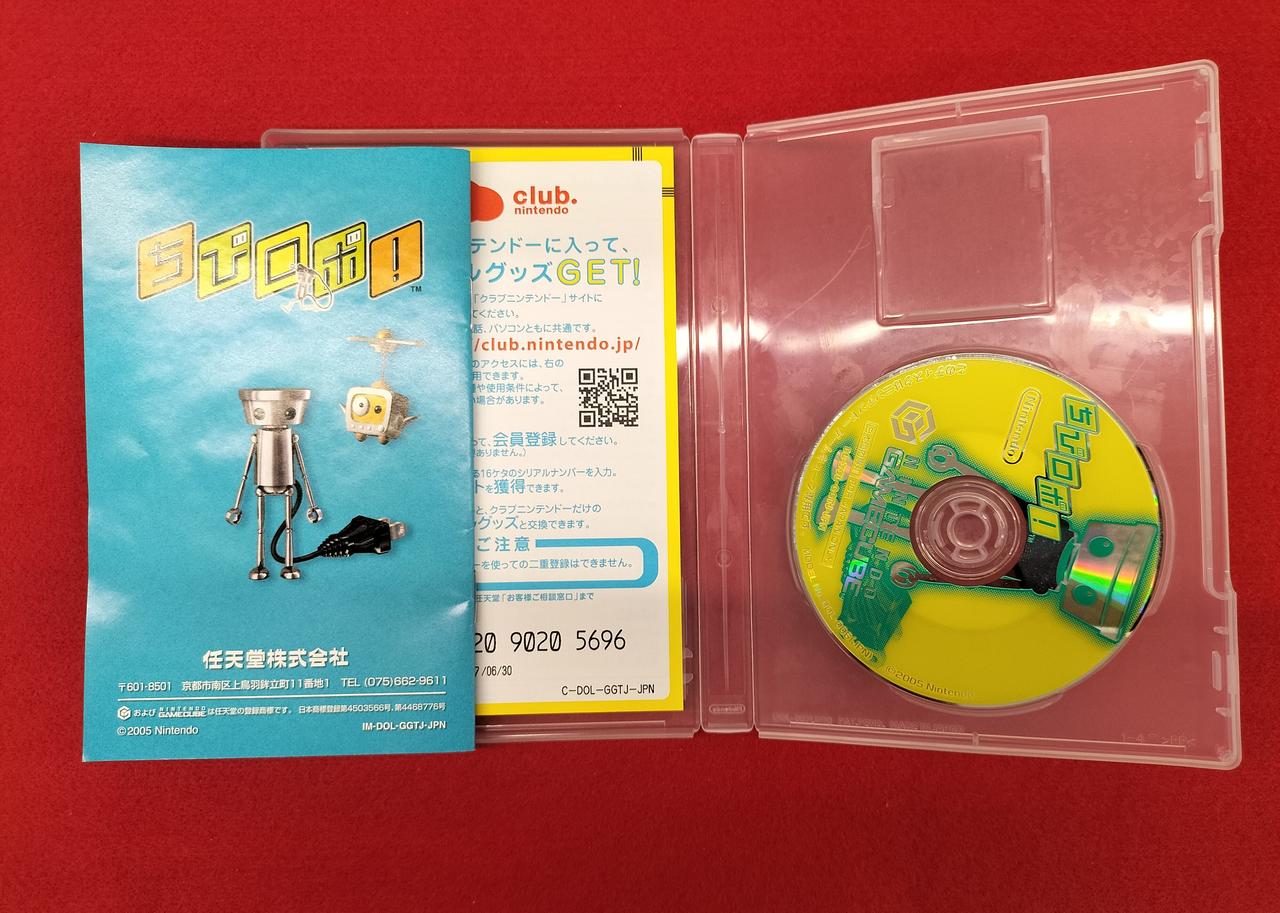 ちびロボ!
TM
任天堂株式会社
〒601-8501 京都市南区上鳥羽鉾立町11番地1 TEL (075)662-9611
および NINTENDO GAMECUBE は任天堂の登録商標です。 日本商標登録第4503566号、第4468776号
©2005 Nintendo
IM-DOL-GGTJ-JPN
club.
nintendo
テンドーに入って、
グッズGET!
「クラブニンテンドー」サイトに
てください。
話、パソコンともに共通です。
/club.nintendo.jp/
のアクセスには、右の
用できます。
や使用条件によって、
い場合があります。
って、会員登録してください。
ありません。)
る16ケタのシリアルナンバーを入力。
トを獲得できます。
と、クラブニンテンドーだけの
グッズと交換できます。
ご注意
ーを使っての二重登録はできません。
任天堂「お客様ご相談窓口」まで
20 9020 5696
7/06/30
C-DOL-GGTJ-JPN
Nintendo
ちびロボ!
TM
NINTENDO
GAMECUBE
©2005 Nintendo